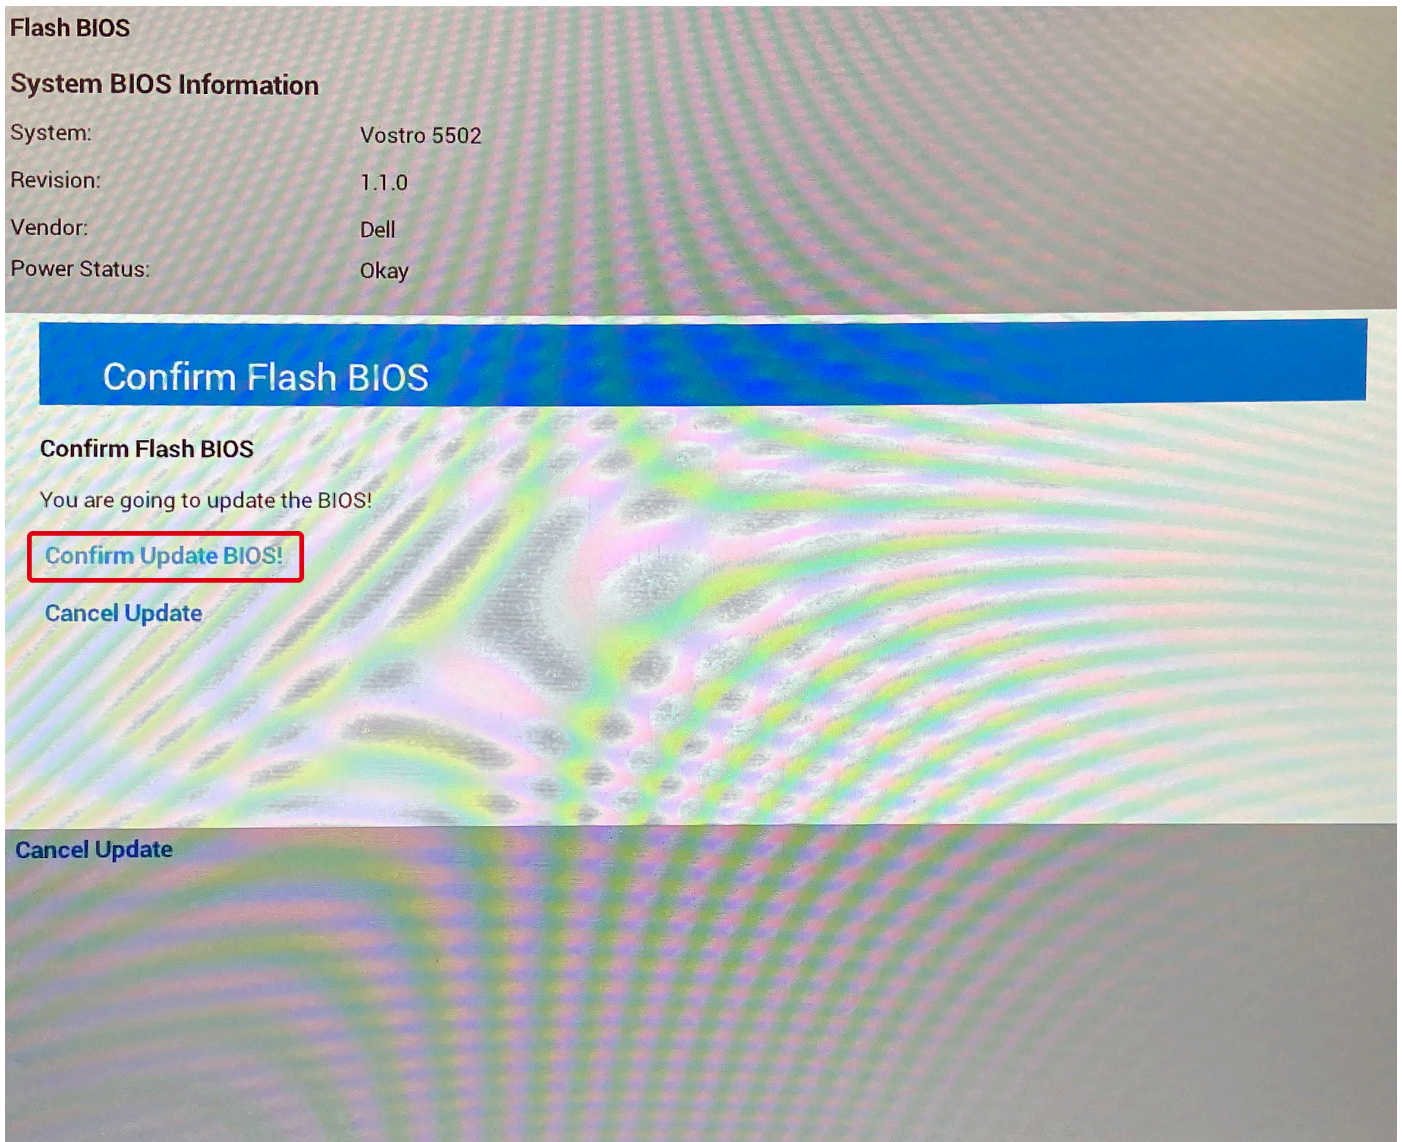 Flash BIOS
System BIOS Information
System: Vostro 5502
Revision: 1.1.0
Vendor: Dell
Power Status: Okay
Confirm Flash BIOS
Confirm Flash BIOS
You are going to update the BIOS!
Confirm Update BIOS!
Cancel Update
Cancel Update